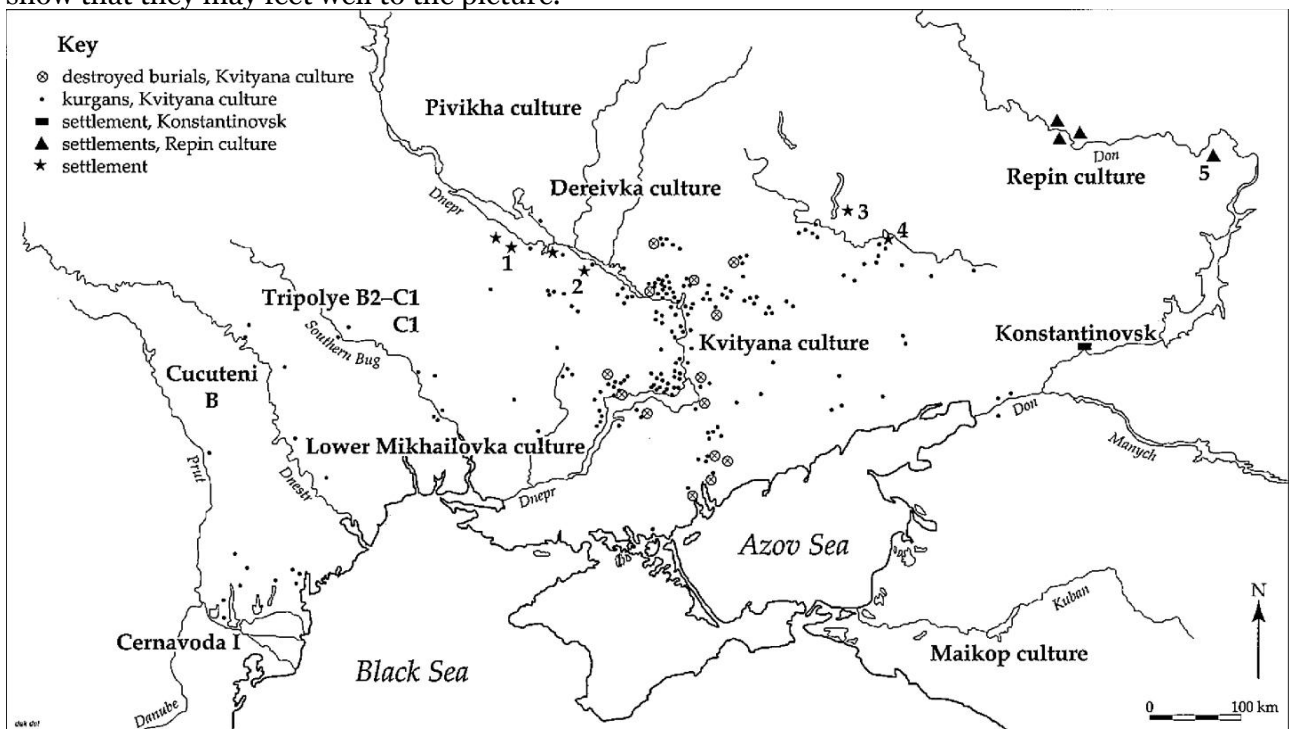 show that they may feet well to the picture.
Key
⊗ destroyed burials, Kvityana culture
• kurgans, Kvityana culture
■ settlement, Konstantinovsk
▲ settlements, Repin culture
★ settlement
Pivikha culture
Dereivka culture
Dnepr
1
2
3
4
5
Don
Repin culture
Tripolye B2–C1
C1
Southern Bug
Cucuteni
B
Kvityana culture
Konstantinovsk
Don
Manych
Lower Mikhailovka culture
Prut
Dnestr
Dnepr
Azov Sea
Kuban
N
Cernavoda I
Black Sea
Maikop culture
Danube
0 100 km